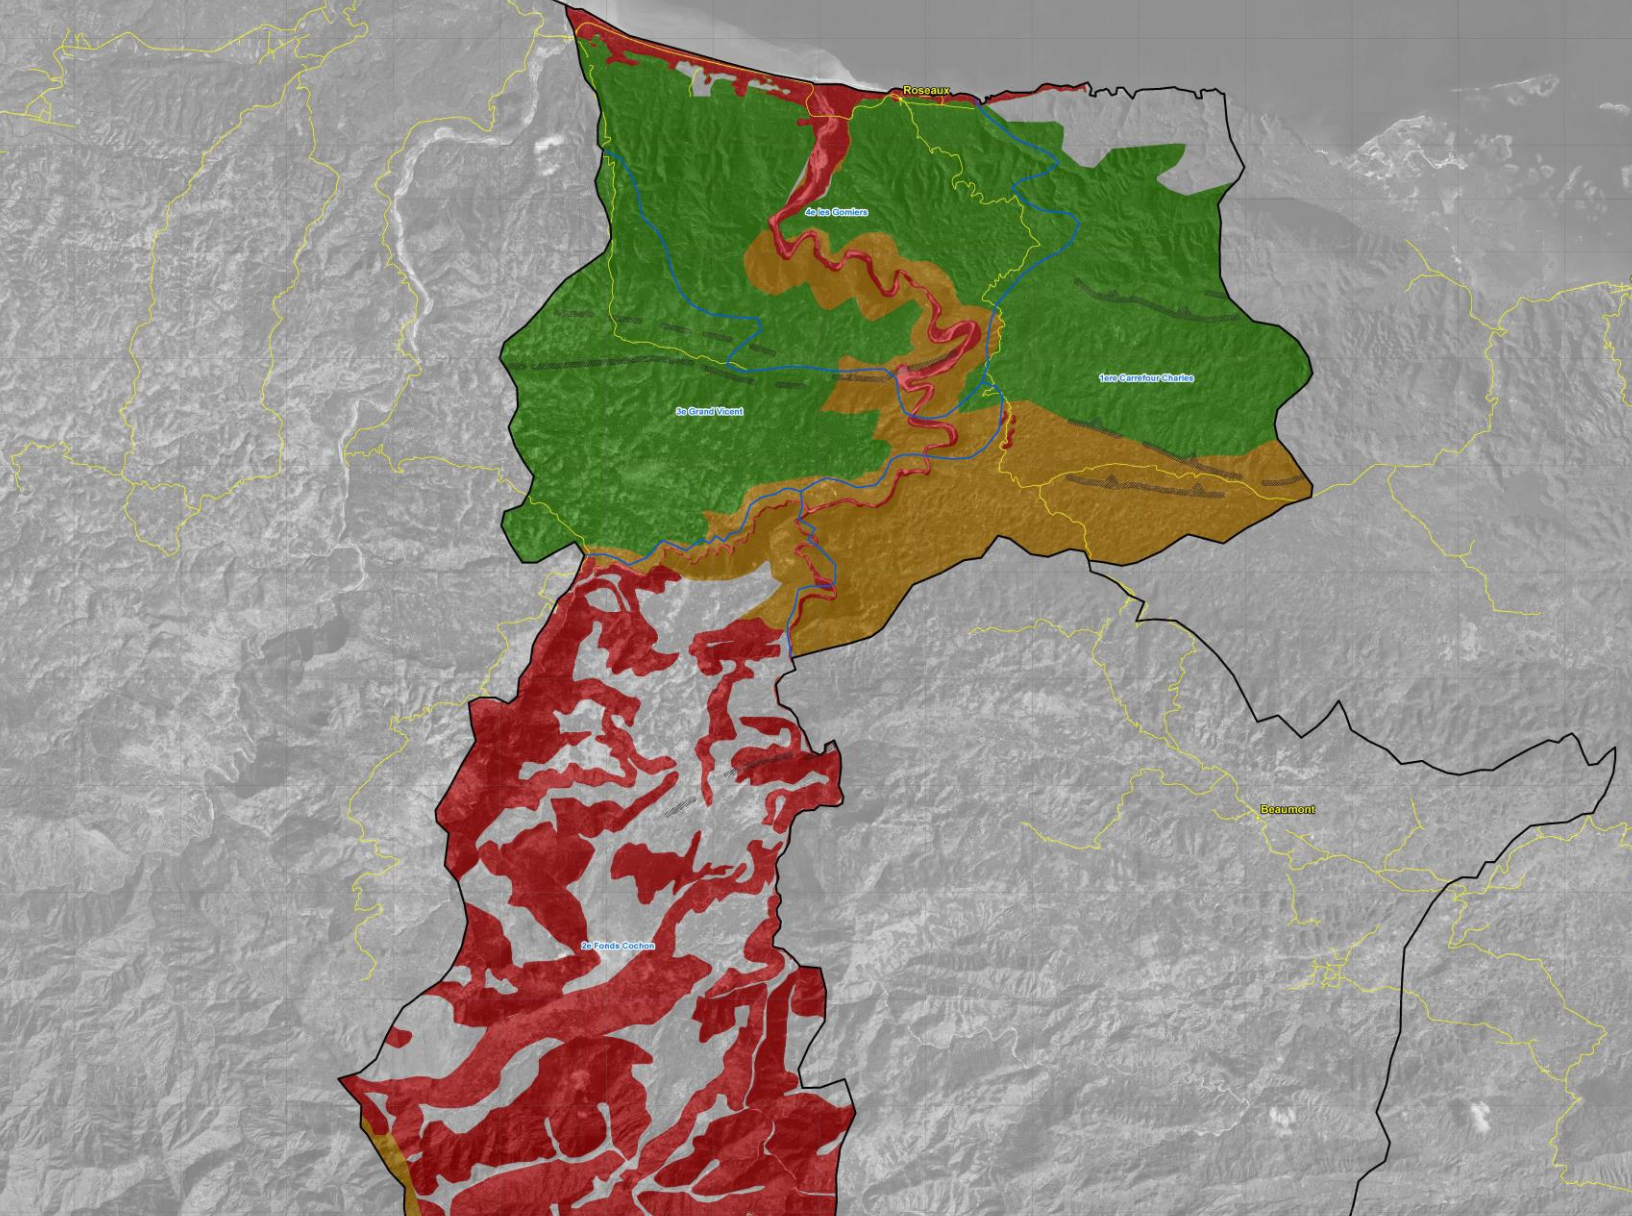 Roseaux
4e les Gomiers
1ere Carrefour Charles
3e Grand Vicent
Beaumont
2e Fonds Cochon